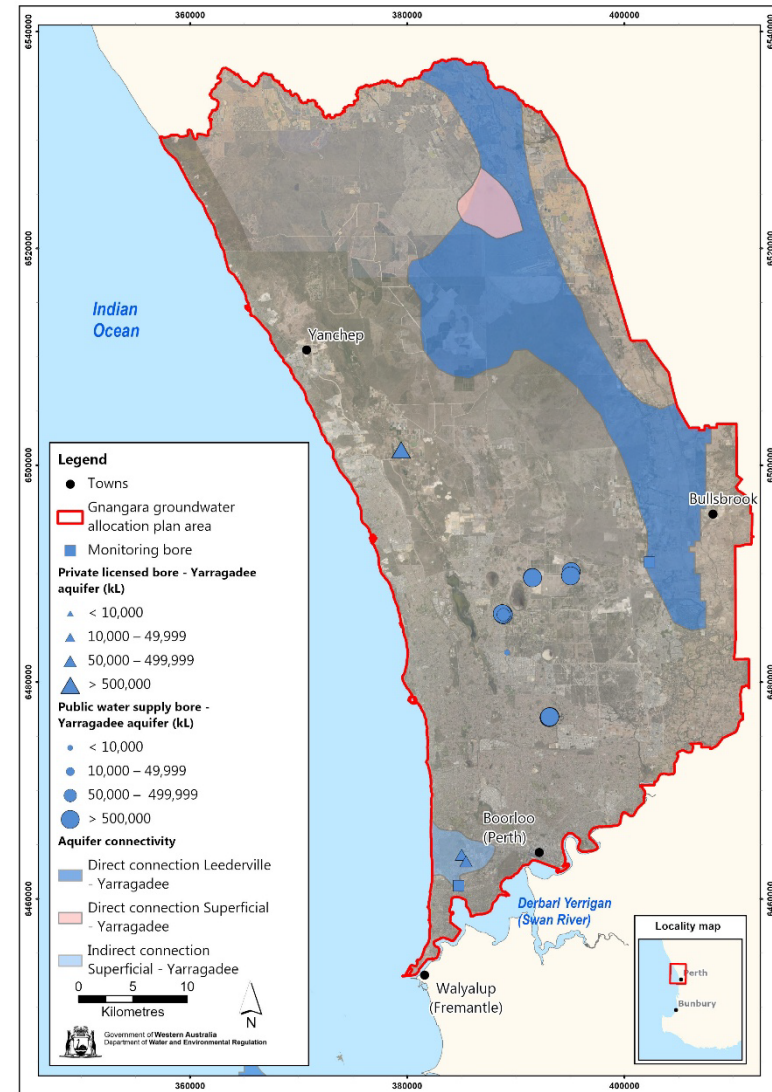 360000
380000
400000
6540000
6540000
6520000
6520000
6500000
6500000
6480000
6480000
6460000
6460000
Indian
Ocean
Yanchep
Bullsbrook
Boorloo
(Perth)
Derbarl Yerrigan
(Swan River)
Walyalup
(Fremantle)
Legend
Towns
Gnangara groundwater
allocation plan area
Monitoring bore
Private licensed bore - Yarragadee
aquifer (kL)
< 10,000
10,000 – 49,999
50,000 – 499,999
> 500,000
Public water supply bore -
Yarragadee aquifer (kL)
< 10,000
10,000 – 49,999
50,000 – 499,999
> 500,000
Aquifer connectivity
Direct connection Leederville
- Yarragadee
Direct connection Superficial
- Yarragadee
Indirect connection
Superficial - Yarragadee
0 5 10
Kilometres
N
Government of Western Australia
Department of Water and Environmental Regulation
Locality map
Perth
Bunbury
360000
380000
400000